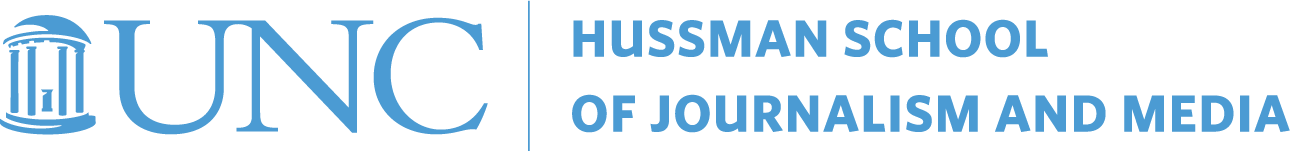 UNC
HUSSMAN SCHOOL
OF JOURNALISM AND MEDIA